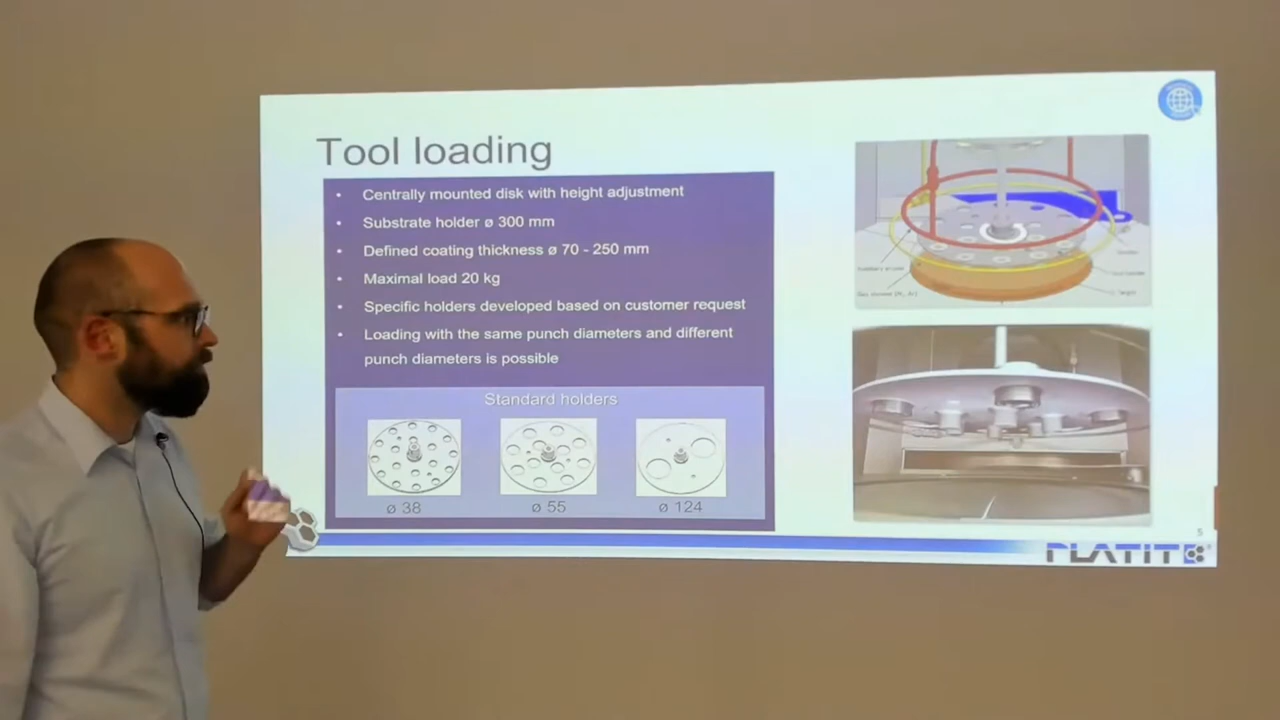 Tool loading
• Centrally mounted disk with height adjustment
• Substrate holder ø 300 mm
• Defined coating thickness ø 70 - 250 mm
• Maximal load 20 kg
• Specific holders developed based on customer request
• Loading with the same punch diameters and different
punch diameters is possible
Standard holders
ø 38
ø 55
ø 124
5
PLATIT